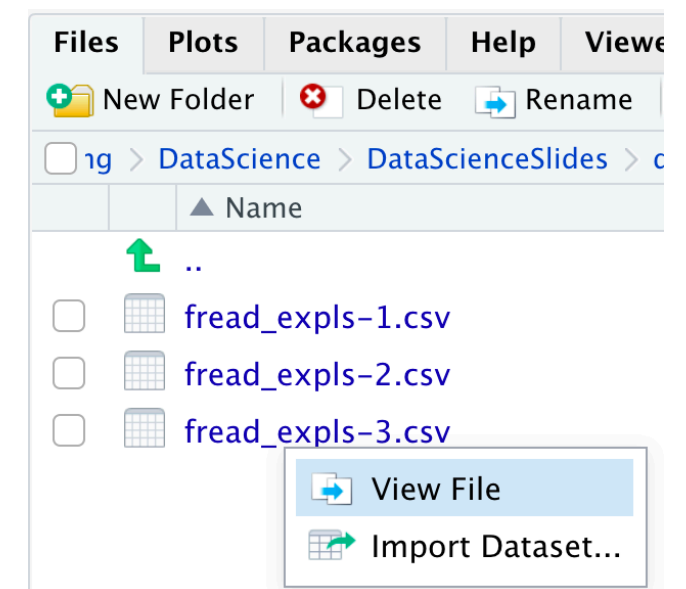 Files Plots Packages Help Viewe
New Folder Delete Rename
ng > DataScience > DataScienceSlides > d
Name
..
fread_expls-1.csv
fread_expls-2.csv
fread_expls-3.csv
View File
Import Dataset...